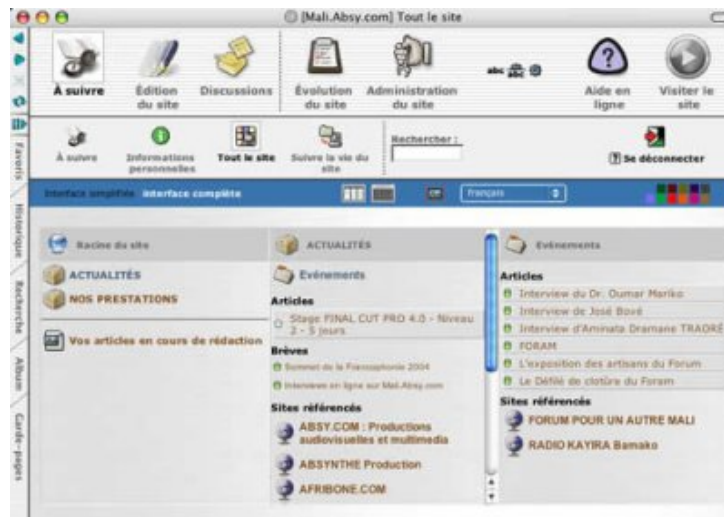 [Mali.Absy.com] Tout le site
À suivre
Édition du site
Discussions
Évolution du site
Administration du site
abc
Aide en ligne
Visiter le site
À suivre
Informations personnelles
Tout le site
Suivre la vie du site
Rechercher :
Se déconnecter
Interface simplifiée interface complète
français
Favoris
Historique
Recherche
Album
Garde-pages
Racine du site
ACTUALITÉS
NOS PRESTATIONS
Vos articles en cours de rédaction
ACTUALITÉS
Evénements
Articles
Stage FINAL CUT PRO 4.0 - Niveau
2 - 5 jours
Brèves
Sommet de la Francophonie 2004
Interviews en ligne sur Mali.Absy.com
Sites référencés
ABSY.COM : Productions
audiovisuelles et multimedia
ABSYNTHE Production
AFRIBONE.COM
Evénements
Articles
Interview du Dr. Oumar Mariko
Interview de José Bové
Interview d'Aminata Dramane TRAORE
FORAM
L'exposition des artisans du Forum
Le Défilé de clotûre du Foram
Sites référencés
FORUM POUR UN AUTRE MALI
RADIO KAYIRA Bamako